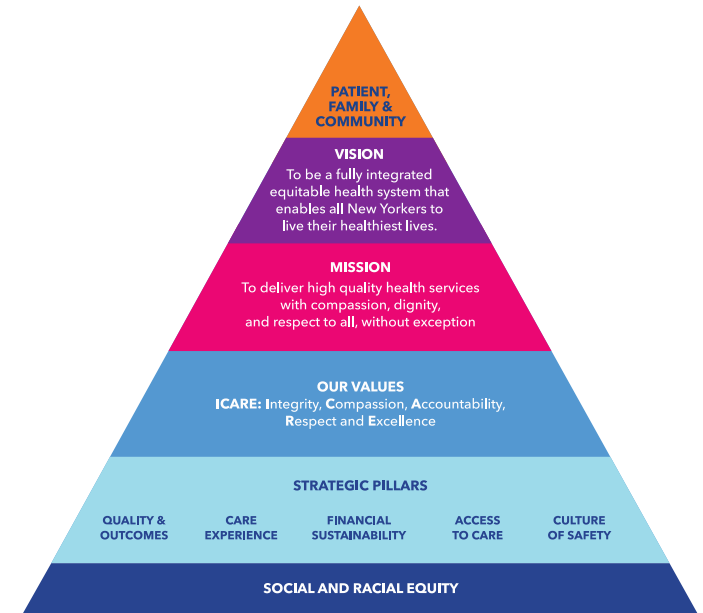 PATIENT,
FAMILY &
COMMUNITY
VISION
To be a fully integrated
equitable health system that
enables all New Yorkers to
live their healthiest lives.
MISSION
To deliver high quality health services
with compassion, dignity,
and respect to all, without exception
OUR VALUES
ICARE: Integrity, Compassion, Accountability,
Respect and Excellence
STRATEGIC PILLARS
QUALITY &
OUTCOMES
CARE
EXPERIENCE
FINANCIAL
SUSTAINABILITY
ACCESS
TO CARE
CULTURE
OF SAFETY
SOCIAL AND RACIAL EQUITY